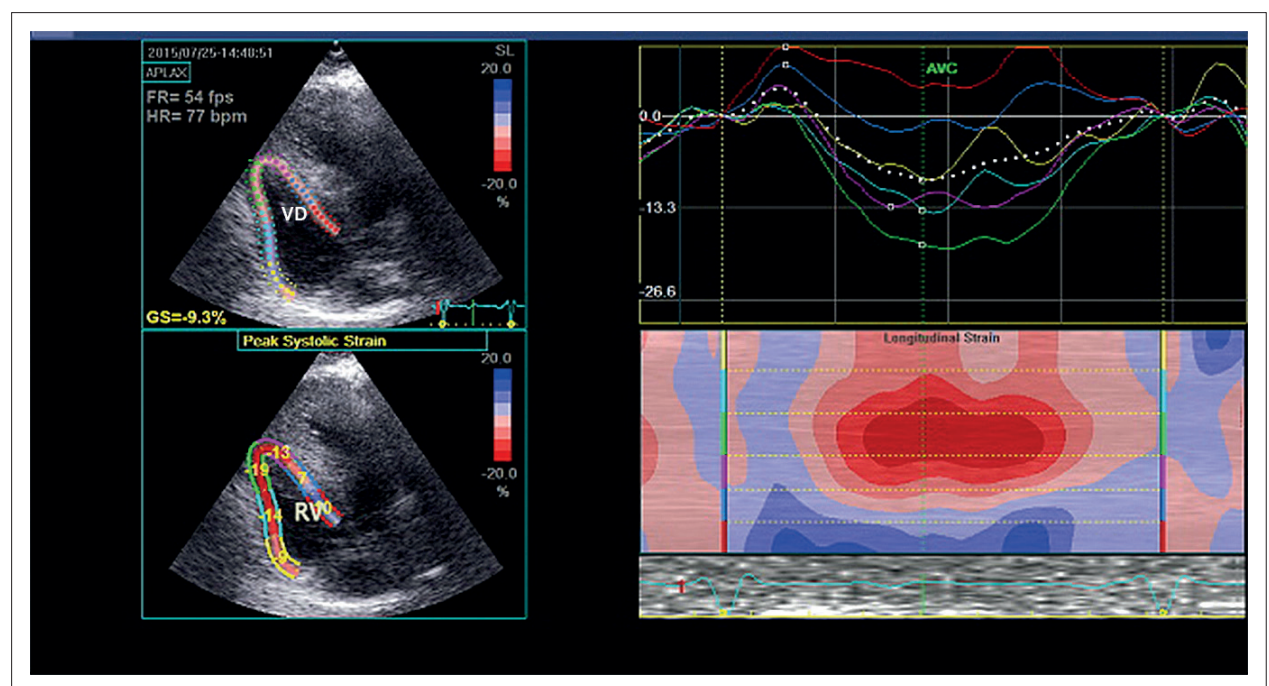 2015/07/25-14:40:51
APLAX
FR= 54 fps
HR= 77 bpm
SL
20.0
-20.0
%
VD
GS=-9.3%
AVC
0.0
-13.3
-26.6
Peak Systolic Strain
20.0
-20.0
%
-13
-19
7
-14
RV
Longitudinal Strain